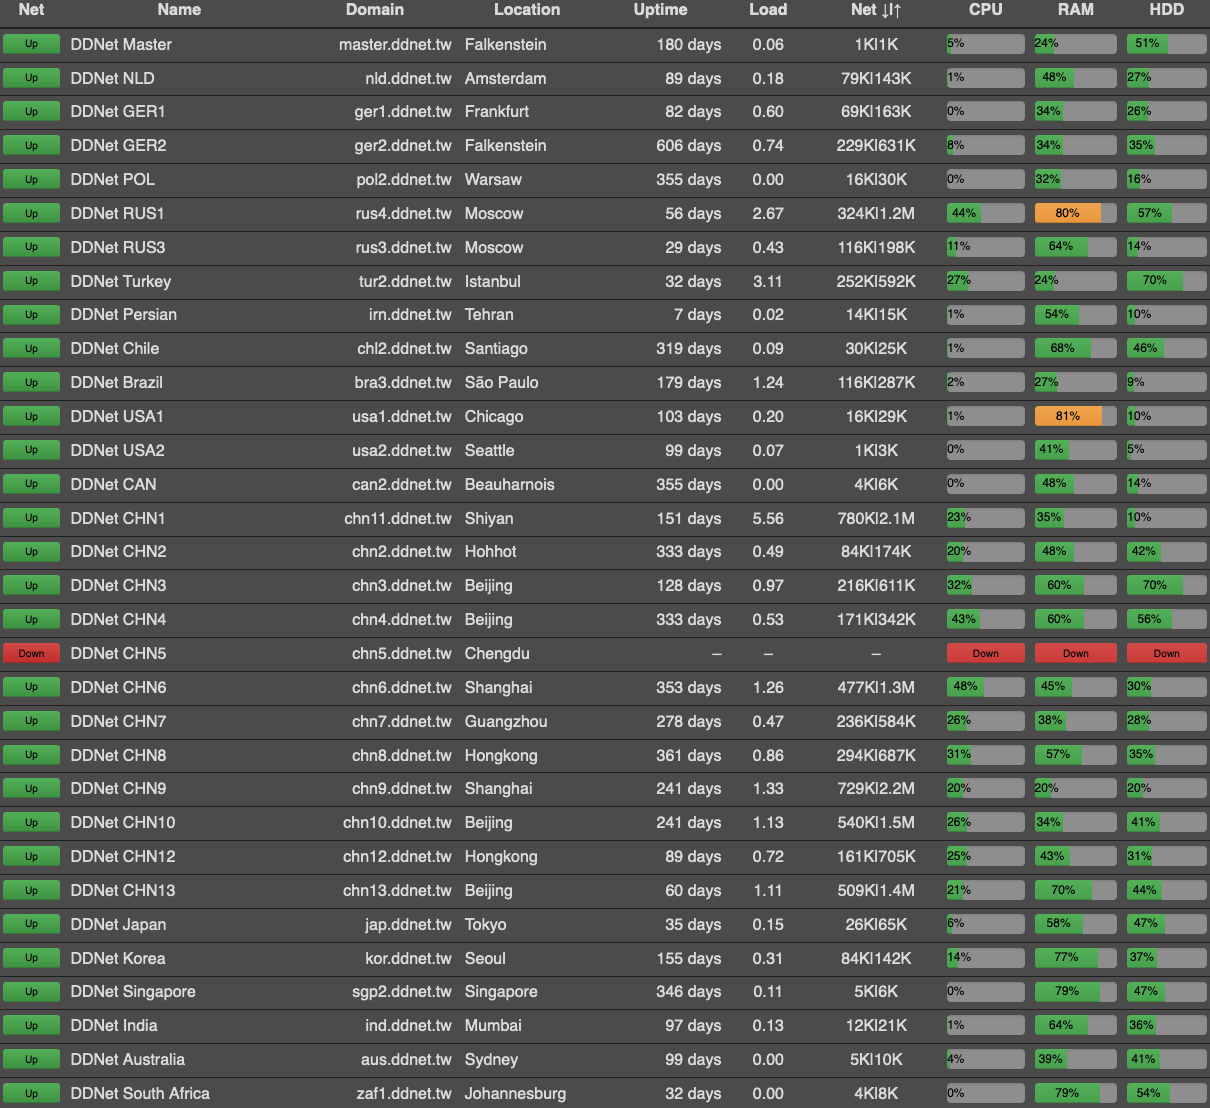 Net Name Domain Location Uptime Load Net ↓|↑ CPU RAM HDD
Up DDNet Master master.ddnet.tw Falkenstein 180 days 0.06 1K|1K 5% 24% 51%
Up DDNet NLD nld.ddnet.tw Amsterdam 89 days 0.18 79K|143K 1% 48% 27%
Up DDNet GER1 ger1.ddnet.tw Frankfurt 82 days 0.60 69K|163K 0% 34% 26%
Up DDNet GER2 ger2.ddnet.tw Falkenstein 606 days 0.74 229K|631K 8% 34% 35%
Up DDNet POL pol2.ddnet.tw Warsaw 355 days 0.00 16K|30K 0% 32% 16%
Up DDNet RUS1 rus4.ddnet.tw Moscow 56 days 2.67 324K|1.2M 44% 80% 57%
Up DDNet RUS3 rus3.ddnet.tw Moscow 29 days 0.43 116K|198K 11% 64% 14%
Up DDNet Turkey tur2.ddnet.tw Istanbul 32 days 3.11 252K|592K 27% 24% 70%
Up DDNet Persian irn.ddnet.tw Tehran 7 days 0.02 14K|15K 1% 54% 10%
Up DDNet Chile chl2.ddnet.tw Santiago 319 days 0.09 30K|25K 1% 68% 46%
Up DDNet Brazil bra3.ddnet.tw São Paulo 179 days 1.24 116K|287K 2% 27% 9%
Up DDNet USA1 usa1.ddnet.tw Chicago 103 days 0.20 16K|29K 1% 81% 10%
Up DDNet USA2 usa2.ddnet.tw Seattle 99 days 0.07 1K|3K 0% 41% 5%
Up DDNet CAN can2.ddnet.tw Beauharnois 355 days 0.00 4K|6K 0% 48% 14%
Up DDNet CHN1 chn11.ddnet.tw Shiyan 151 days 5.56 780K|2.1M 23% 35% 10%
Up DDNet CHN2 chn2.ddnet.tw Hohhot 333 days 0.49 84K|174K 20% 48% 42%
Up DDNet CHN3 chn3.ddnet.tw Beijing 128 days 0.97 216K|611K 32% 60% 70%
Up DDNet CHN4 chn4.ddnet.tw Beijing 333 days 0.53 171K|342K 43% 60% 56%
Down DDNet CHN5 chn5.ddnet.tw Chengdu – – – Down Down Down
Up DDNet CHN6 chn6.ddnet.tw Shanghai 353 days 1.26 477K|1.3M 48% 45% 30%
Up DDNet CHN7 chn7.ddnet.tw Guangzhou 278 days 0.47 236K|584K 26% 38% 28%
Up DDNet CHN8 chn8.ddnet.tw Hongkong 361 days 0.86 294K|687K 31% 57% 35%
Up DDNet CHN9 chn9.ddnet.tw Shanghai 241 days 1.33 729K|2.2M 20% 20% 20%
Up DDNet CHN10 chn10.ddnet.tw Beijing 241 days 1.13 540K|1.5M 26% 34% 41%
Up DDNet CHN12 chn12.ddnet.tw Hongkong 89 days 0.72 161K|705K 25% 43% 31%
Up DDNet CHN13 chn13.ddnet.tw Beijing 60 days 1.11 509K|1.4M 21% 70% 44%
Up DDNet Japan jap.ddnet.tw Tokyo 35 days 0.15 26K|65K 6% 58% 47%
Up DDNet Korea kor.ddnet.tw Seoul 155 days 0.31 84K|142K 14% 77% 37%
Up DDNet Singapore sgp2.ddnet.tw Singapore 346 days 0.11 5K|6K 0% 79% 47%
Up DDNet India ind.ddnet.tw Mumbai 97 days 0.13 12K|21K 1% 64% 36%
Up DDNet Australia aus.ddnet.tw Sydney 99 days 0.00 5K|10K 4% 39% 41%
Up DDNet South Africa zaf1.ddnet.tw Johannesburg 32 days 0.00 4K|8K 0% 79% 54%